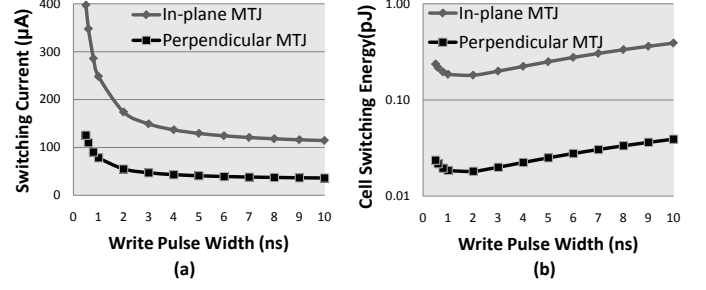 Switching Current (µA)
400
300
200
100
0
In-plane MTJ
Perpendicular MTJ
0 1 2 3 4 5 6 7 8 9 10
Write Pulse Width (ns)
(a)
Cell Switching Energy(pJ)
1.00
0.10
0.01
In-plane MTJ
Perpendicular MTJ
0 1 2 3 4 5 6 7 8 9 10
Write Pulse Width (ns)
(b)